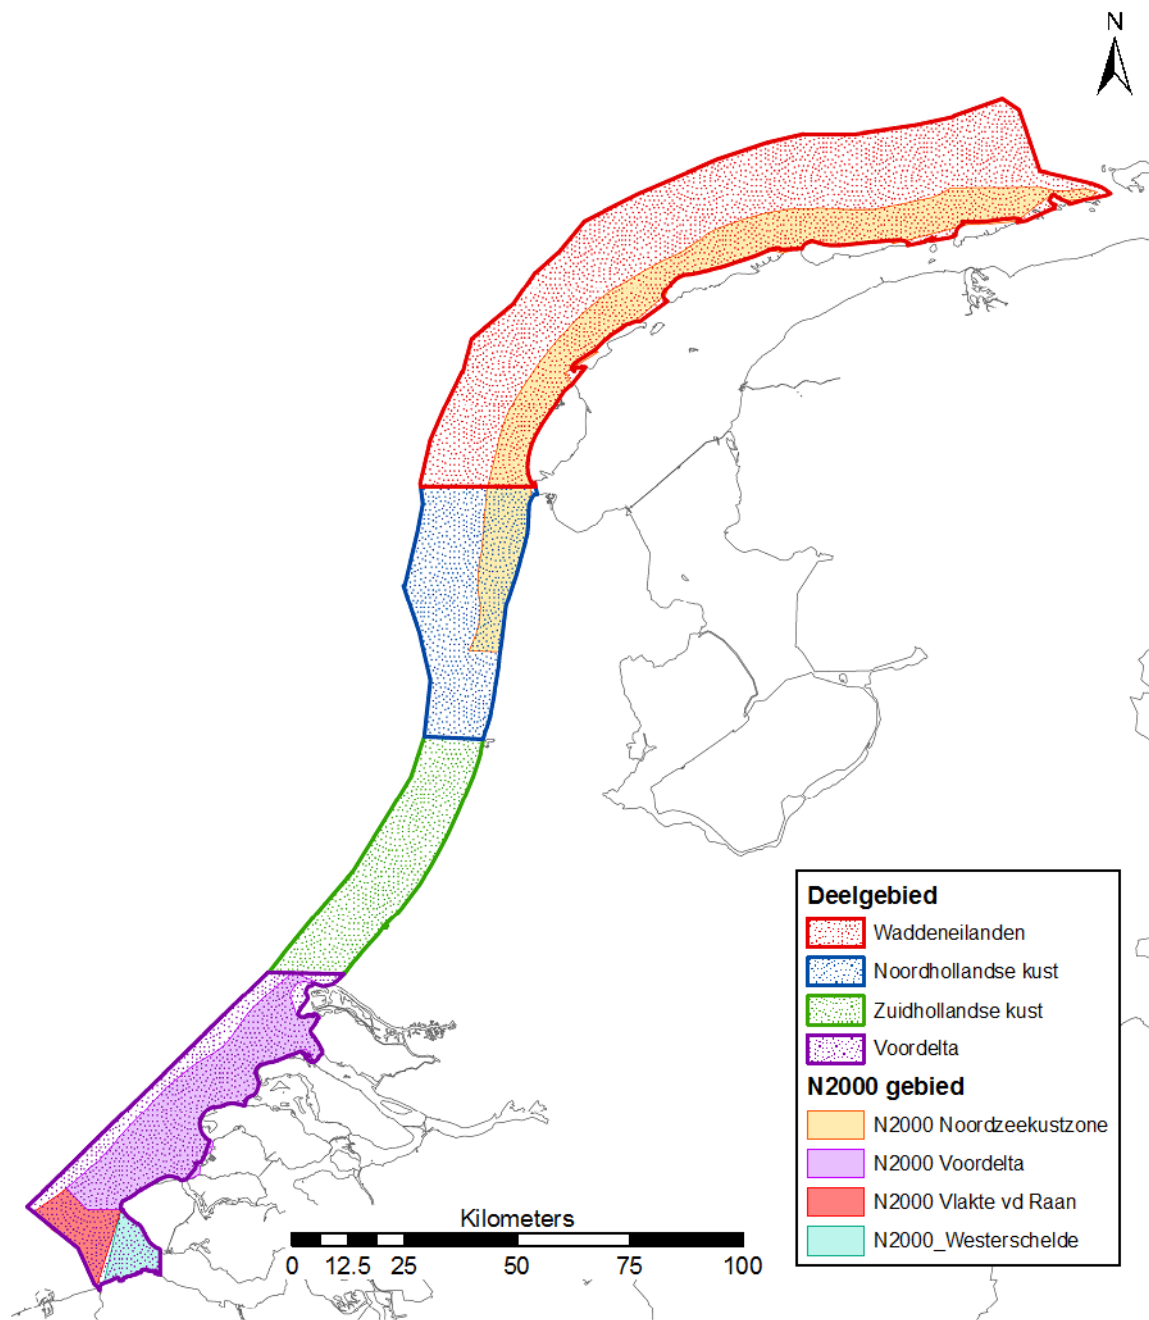 N
Deelgebied
Waddeneilanden
Noordhollandse kust
Zuidhollandse kust
Voordelta
N2000 gebied
N2000 Noordzeekustzone
N2000 Voordelta
N2000 Vlakte vd Raan
N2000_Westerschelde
Kilometers
0 12.5 25 50 75 100